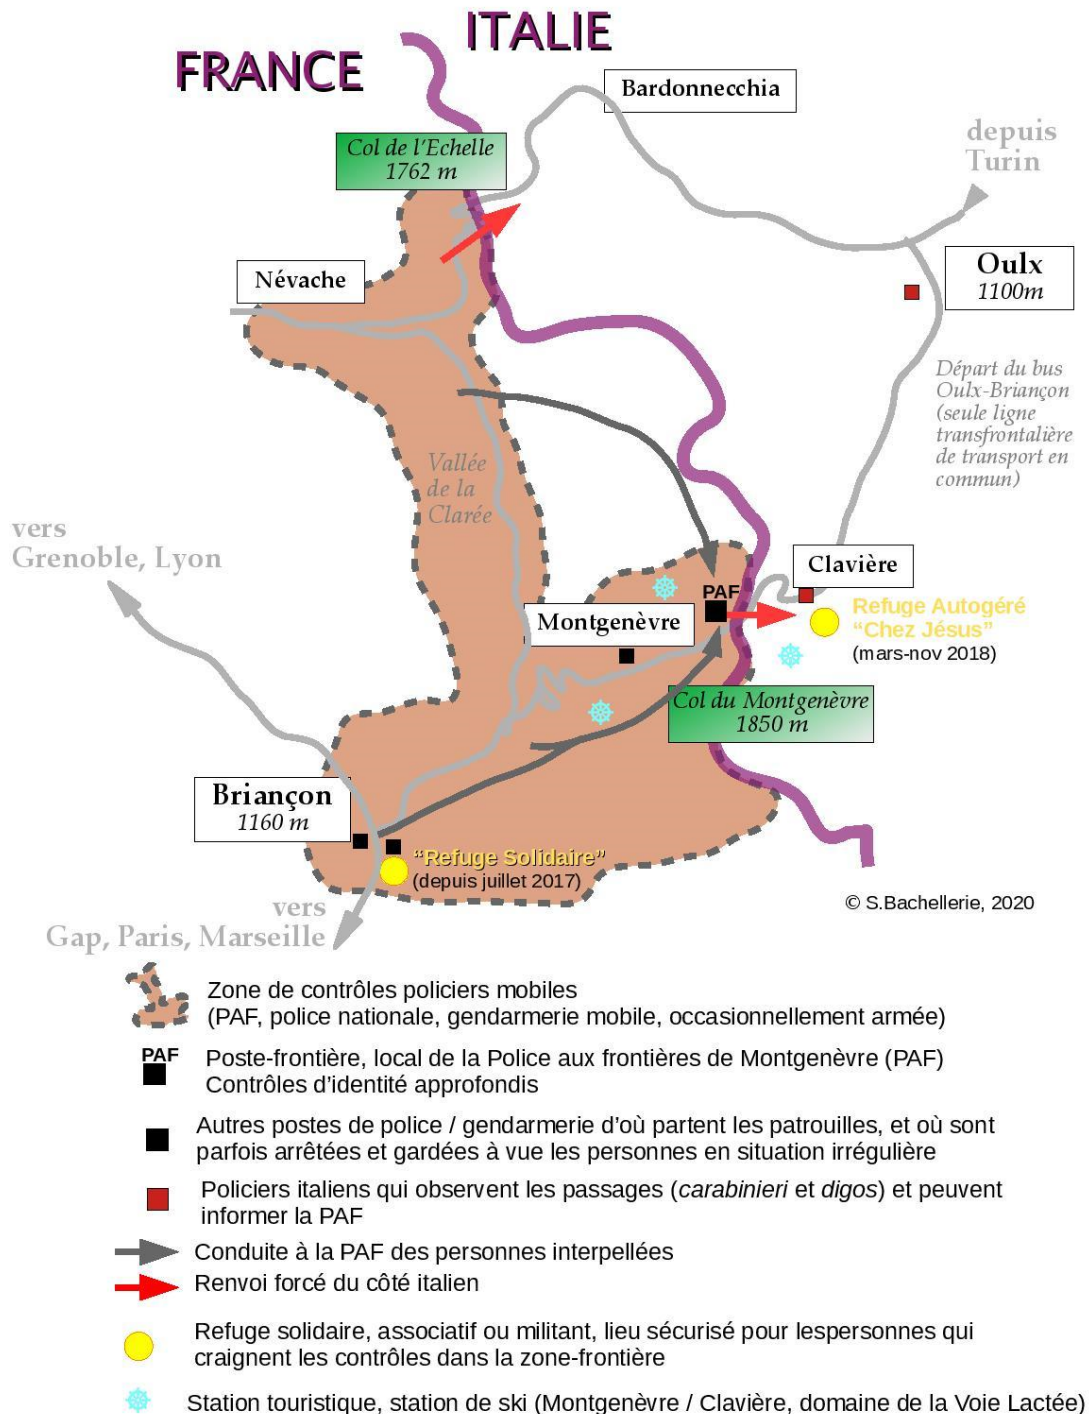 ITALIE
FRANCE
Bardonnecchia
depuis
Turin
Col de l'Echelle
1762 m
Oulx
1100m
Névache
Départ du bus
Oulx-Briançon
(seule ligne
transfrontalière
de transport en
commun)
Vallée
de la
Clarée
vers
Grenoble, Lyon
Clavière
PAF
Refuge Autogéré
"Chez Jésus"
(mars-nov 2018)
Montgenèvre
Col du Montgenèvre
1850 m
Briançon
1160 m
"Refuge Solidaire"
(depuis juillet 2017)
vers
Gap, Paris, Marseille
© S.Bachellerie, 2020
Zone de contrôles policiers mobiles
(PAF, police nationale, gendarmerie mobile, occasionnellement armée)
PAF
Poste-frontière, local de la Police aux frontières de Montgenèvre (PAF)
Contrôles d'identité approfondis
Autres postes de police / gendarmerie d'où partent les patrouilles, et où sont
parfois arrêtées et gardées à vue les personnes en situation irrégulière
Policiers italiens qui observent les passages (carabinieri et digos) et peuvent
informer la PAF
Conduite à la PAF des personnes interpellées
Renvoi forcé du côté italien
Refuge solidaire, associatif ou militant, lieu sécurisé pour lespersonnes qui
craignent les contrôles dans la zone-frontière
Station touristique, station de ski (Montgenèvre / Clavière, domaine de la Voie Lactée)